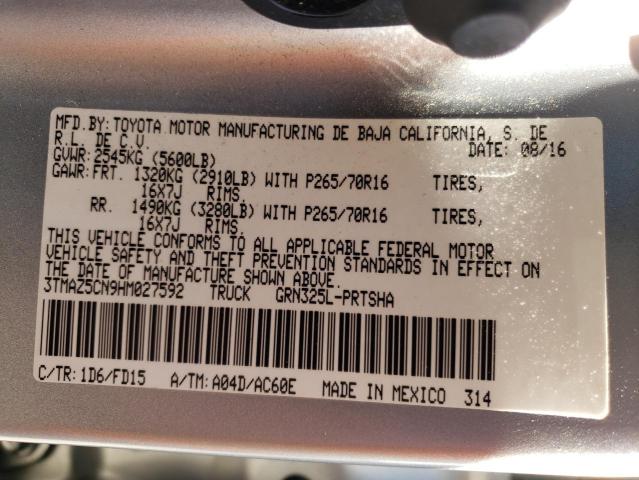 MFD.BY:TOYOTA MOTOR MANUFACTURING DE BAJA CALIFORNIA, S. DE
R.L. DE C.V. DATE: 08/16
GVWR:2545KG (5600LB)
GAWR:FRT. 1320KG (2910LB) WITH P265/70R16 TIRES,
16X7J RIMS.
RR. 1490KG (3280LB) WITH P265/70R16 TIRES,
16X7J RIMS.
THIS VEHICLE CONFORMS TO ALL APPLICABLE FEDERAL MOTOR
VEHICLE SAFETY AND THEFT PREVENTION STANDARDS IN EFFECT ON
THE DATE OF MANUFACTURE SHOWN ABOVE.
3TMAZ5CN9HM027592 TRUCK GRN325L-PRTSHA
C/TR: 1D6/FD15 A/TM: A04D/AC60E MADE IN MEXICO 314